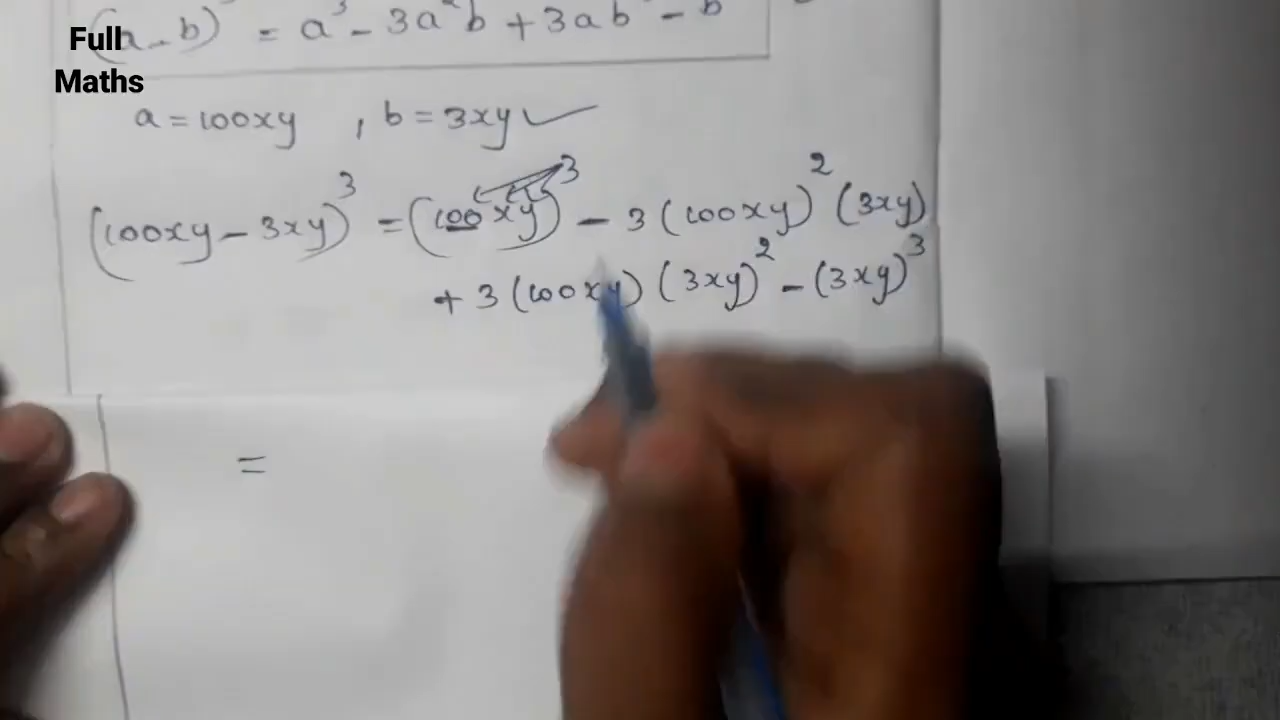 Full
Maths
(a-b)³ = a³ - 3a²b + 3ab² - b³
a = 100xy , b = 3xy ✓
(100xy - 3xy)³ = (100xy)³ - 3(100xy)²(3xy)
+ 3(100xy)(3xy)² - (3xy)³
=